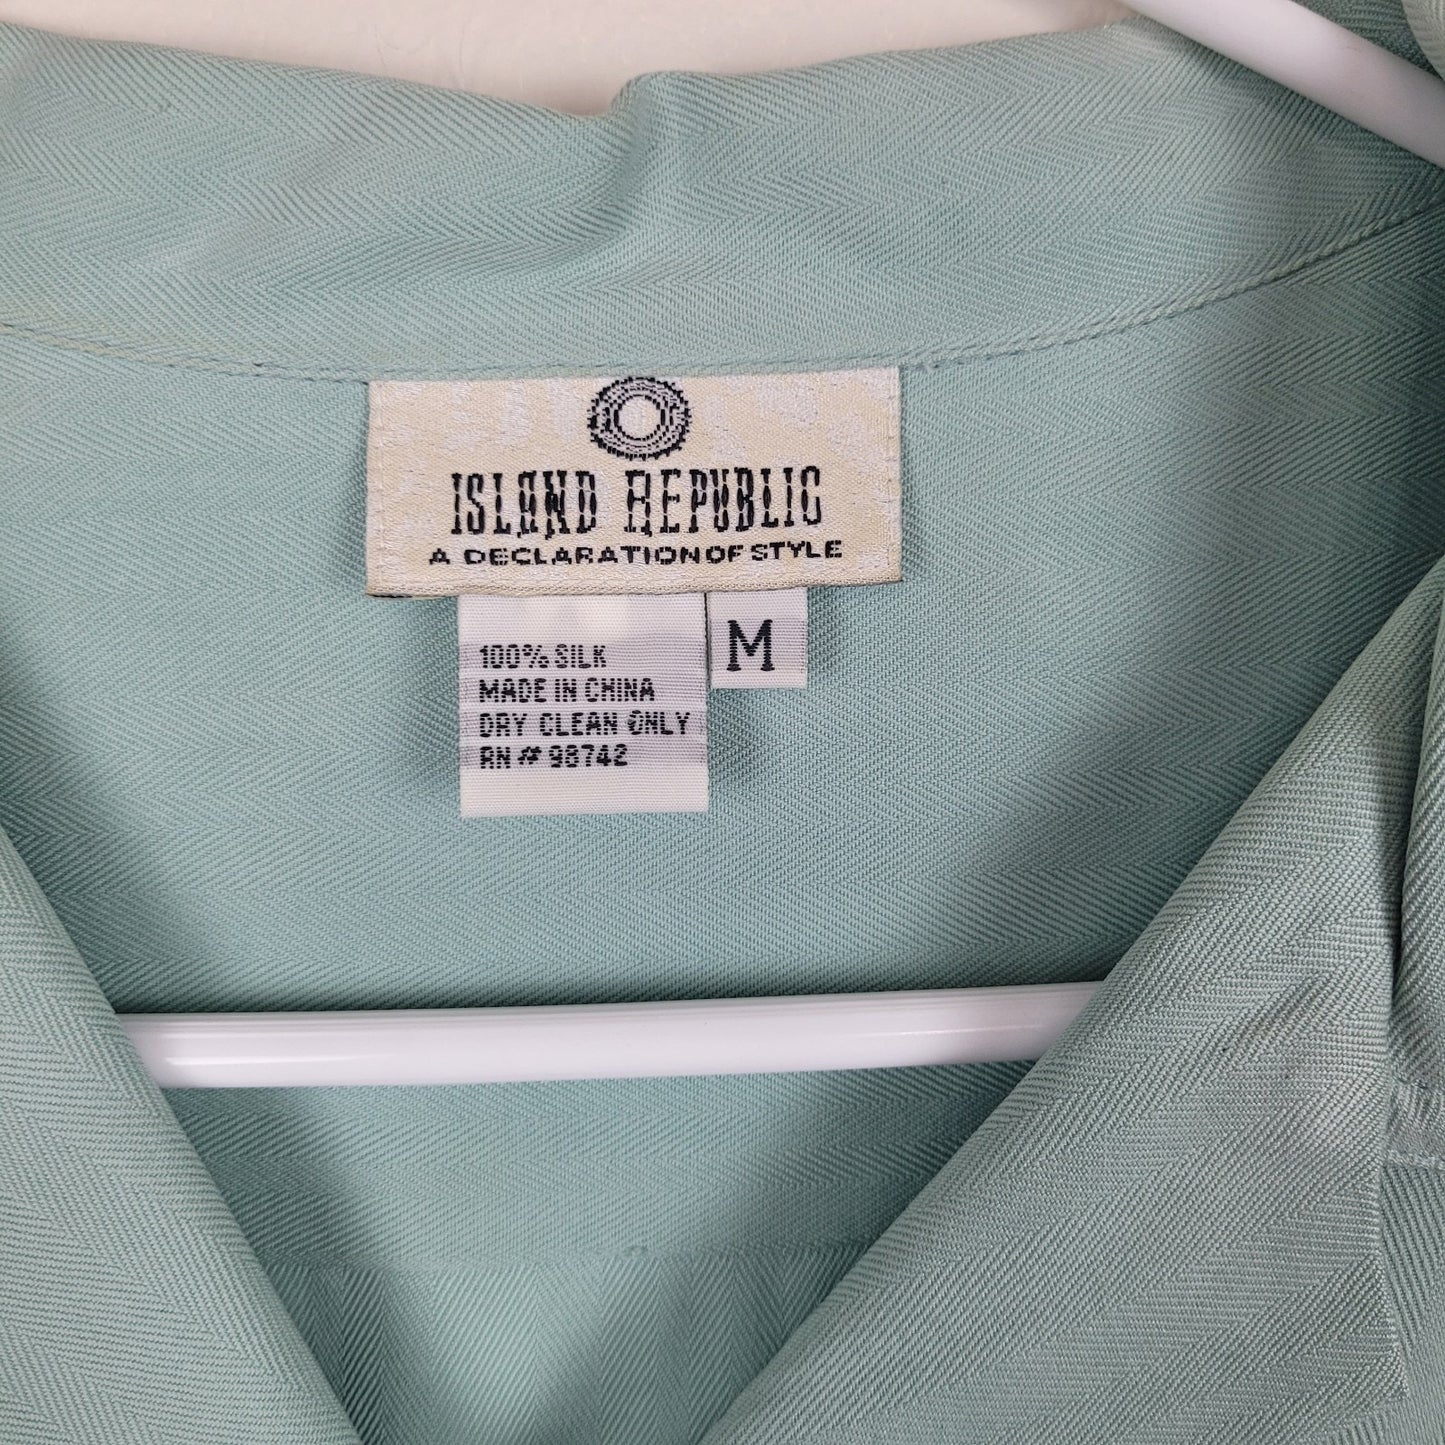 ISLAND REPUBLIC
A DECLARATION OF STYLE
M
100% SILK
MADE IN CHINA
DRY CLEAN ONLY
RN # 98742